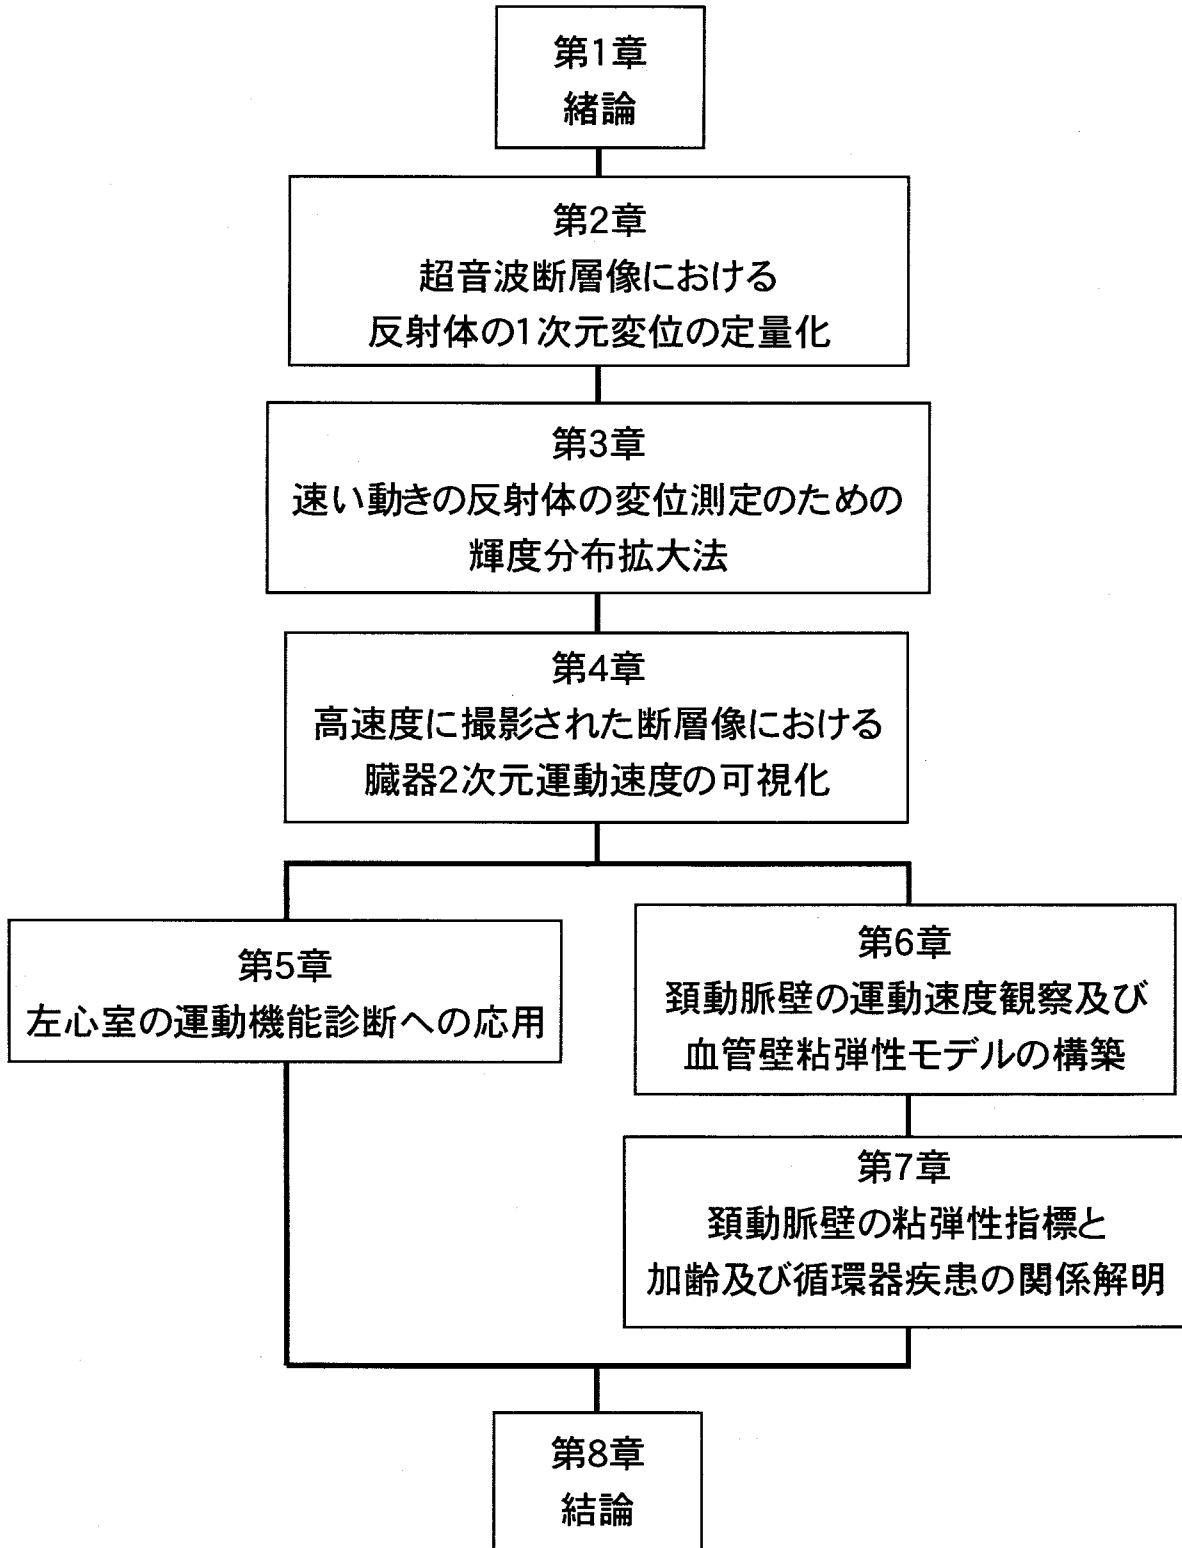 第1章
緒論
第2章
超音波断層像における
反射体の1次元変位の定量化
第3章
速い動きの反射体の変位測定のための
輝度分布拡大法
第4章
高速度に撮影された断層像における
臓器2次元運動速度の可視化
第5章
左心室の運動機能診断への応用
第6章
頚動脈壁の運動速度観察及び
血管壁粘弾性モデルの構築
第7章
頚動脈壁の粘弾性指標と
加齢及び循環器疾患の関係解明
第8章
結論